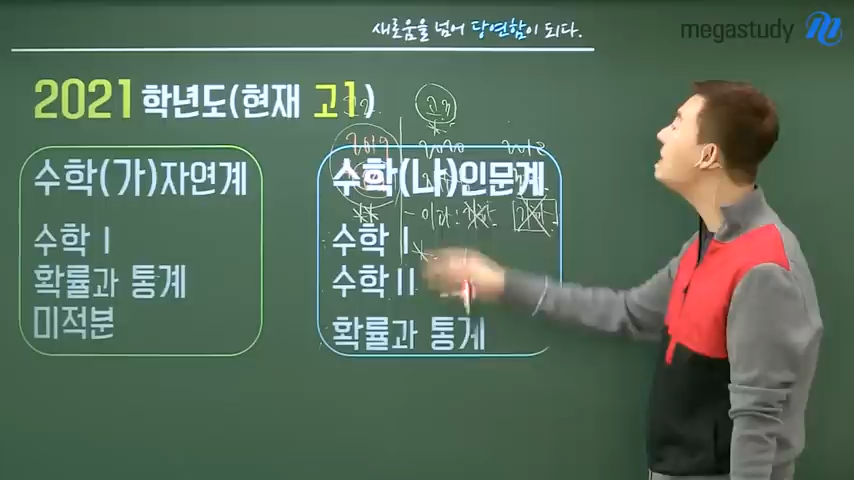 새로움을 넘어 당연함이 되다.
megastudy
2021 학년도(현재 고1)
수학(가)자연계
수학 I
확률과 통계
미적분
2019
2020
수학(나)인문계
수학 I
수학 II
확률과 통계